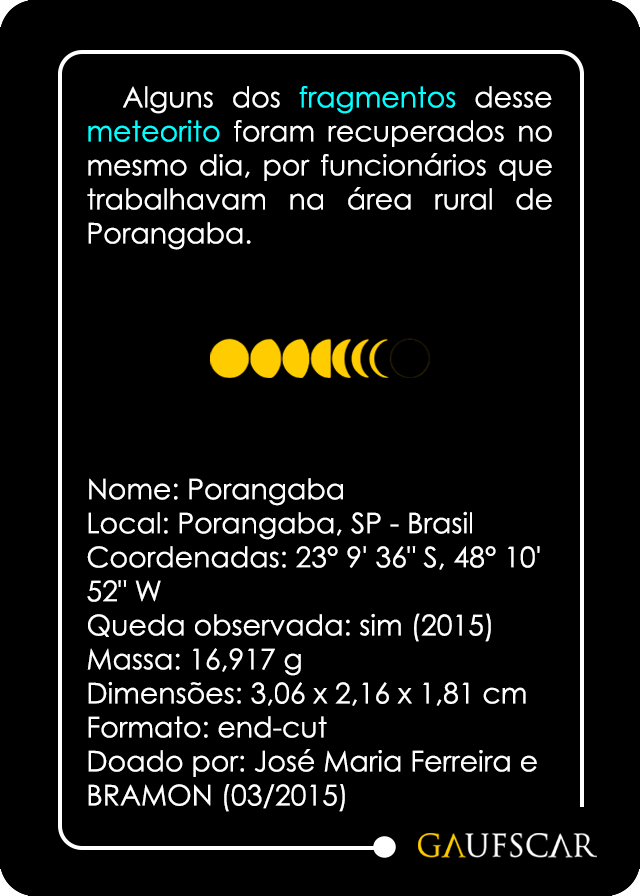 Alguns dos fragmentos desse
meteorito foram recuperados no
mesmo dia, por funcionários que
trabalhavam na área rural de
Porangaba.
Nome: Porangaba
Local: Porangaba, SP - Brasil
Coordenadas: 23° 9' 36" S, 48° 10'
52" W
Queda observada: sim (2015)
Massa: 16,917 g
Dimensões: 3,06 x 2,16 x 1,81 cm
Formato: end-cut
Doado por: José Maria Ferreira e
BRAMON (03/2015)
GAUFSCAR